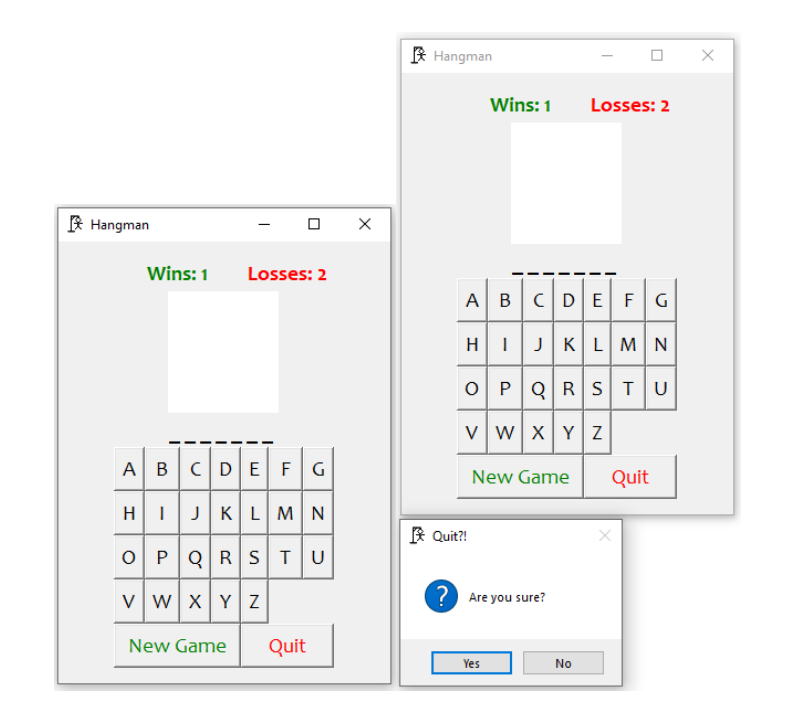 Hangman
Wins: 1 Losses: 2
_ _ _ _ _ _ _
A B C D E F G
H I J K L M N
O P Q R S T U
V W X Y Z
New Game Quit
Hangman
Wins: 1 Losses: 2
_ _ _ _ _ _ _
A B C D E F G
H I J K L M N
O P Q R S T U
V W X Y Z
New Game Quit
Quit?!
? Are you sure?
Yes No